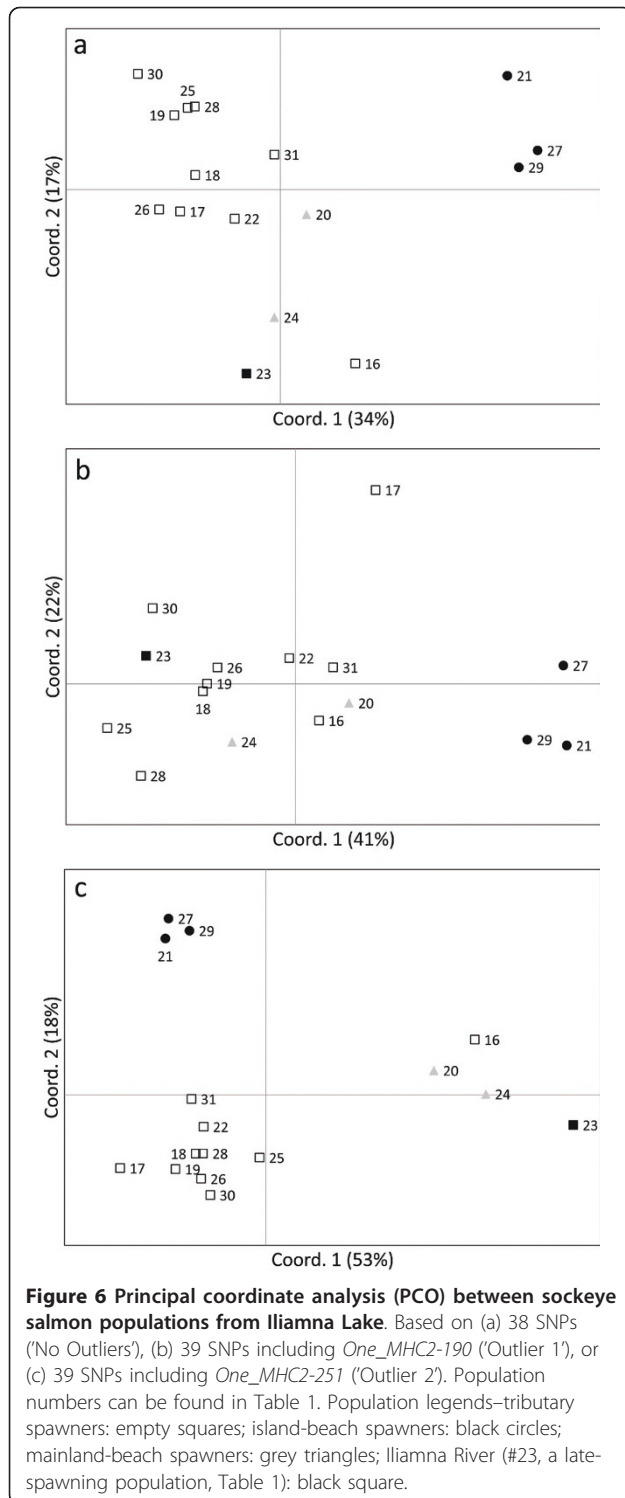 a
30
25
28
19
18
31
26
17
22
20
21
27
29
24
23
16
Coord. 2 (17%)
Coord. 1 (34%)
b
17
30
23
26
19
18
22
31
20
16
25
24
28
27
29
21
Coord. 2 (22%)
Coord. 1 (41%)
c
27
29
21
16
20
24
23
31
22
18
28
25
17
19
26
30
Coord. 2 (18%)
Coord. 1 (53%)
Figure 6 Principal coordinate analysis (PCO) between sockeye
salmon populations from Iliamna Lake. Based on (a) 38 SNPs
('No Outliers'), (b) 39 SNPs including One_MHC2-190 ('Outlier 1'), or
(c) 39 SNPs including One_MHC2-251 ('Outlier 2'). Population
numbers can be found in Table 1. Population legends–tributary
spawners: empty squares; island-beach spawners: black circles;
mainland-beach spawners: grey triangles; Iliamna River (#23, a late-
spawning population, Table 1): black square.